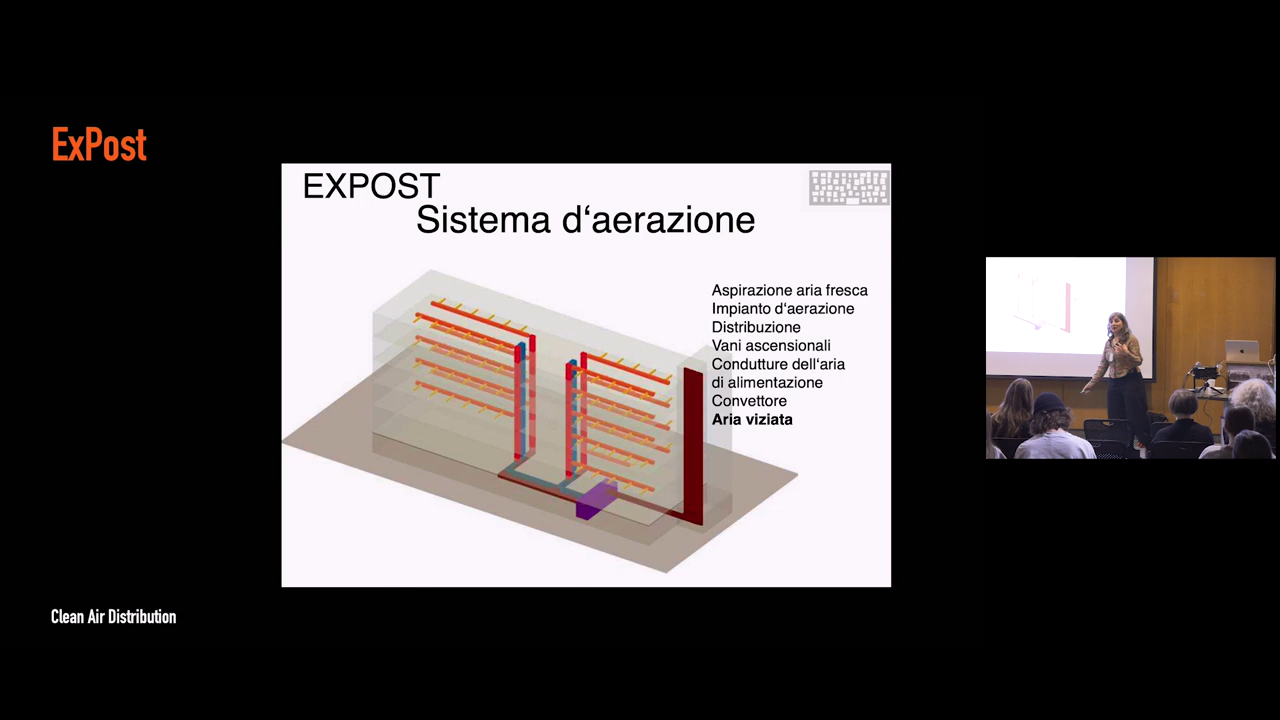 ExPost
EXPOST
Sistema d‘aerazione
Aspirazione aria fresca
Impianto d‘aerazione
Distribuzione
Vani ascensionali
Condutture dell‘aria
di alimentazione
Convettore
Aria viziata
Clean Air Distribution